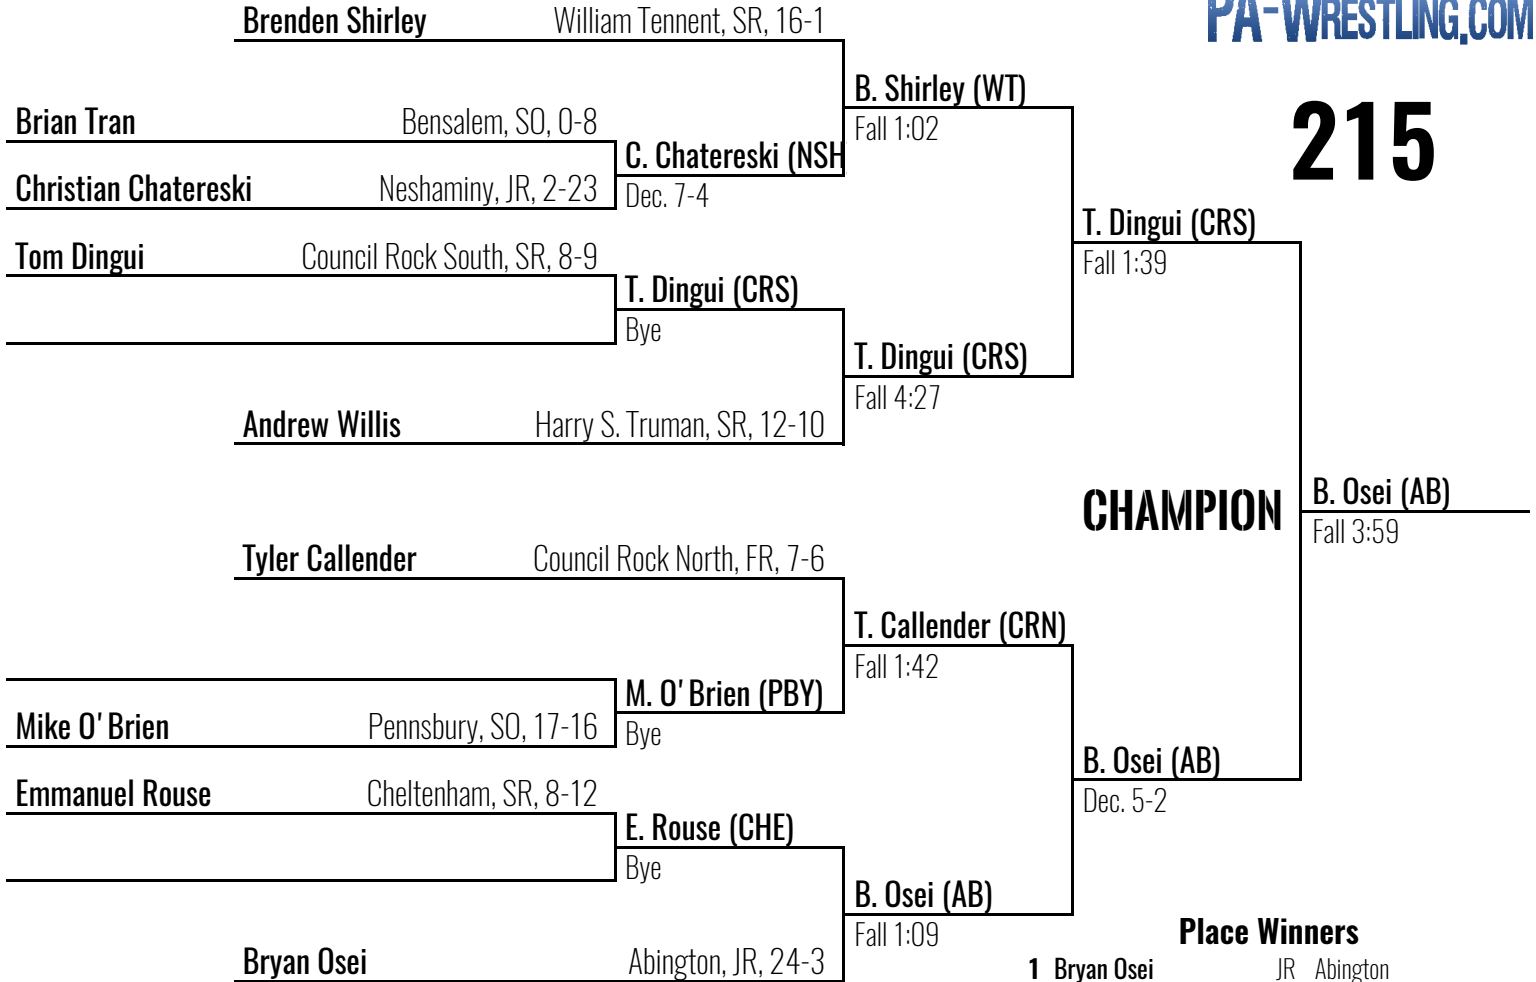 PA-WRESTLING.COM
215
Brenden Shirley William Tennent, SR, 16-1
B. Shirley (WT)
Fall 1:02
Brian Tran Bensalem, SO, 0-8
C. Chatereski (NSH
Dec. 7-4
Christian Chatereski Neshaminy, JR, 2-23
T. Dingui (CRS)
Fall 1:39
Tom Dingui Council Rock South, SR, 8-9
T. Dingui (CRS)
Bye
T. Dingui (CRS)
Fall 4:27
Andrew Willis Harry S. Truman, SR, 12-10
CHAMPION
B. Osei (AB)
Fall 3:59
Tyler Callender Council Rock North, FR, 7-6
T. Callender (CRN)
Fall 1:42
M. O'Brien (PBY)
Bye
Mike O'Brien Pennsbury, SO, 17-16
B. Osei (AB)
Dec. 5-2
Emmanuel Rouse Cheltenham, SR, 8-12
E. Rouse (CHE)
Bye
B. Osei (AB)
Fall 1:09
Bryan Osei Abington, JR, 24-3
Place Winners
1 Bryan Osei JR Abington